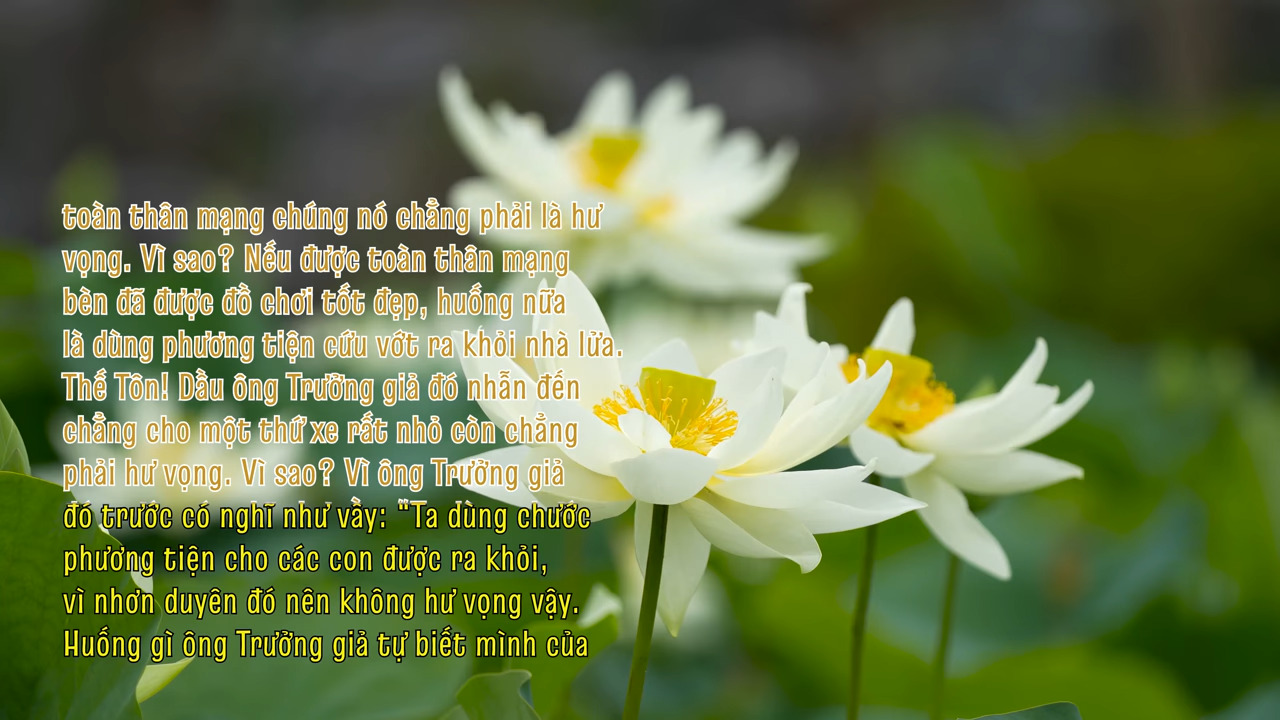 toàn thân mạng chúng nó chẳng phải là hư
vọng. Vì sao? Nếu được toàn thân mạng
bèn đã được đồ chơi tốt đẹp, huống nữa
là dùng phương tiện cứu vớt ra khỏi nhà lửa.
Thế Tôn! Dầu ông Trưởng giả đó nhẫn đến
chẳng cho một thứ xe rất nhỏ còn chẳng
phải hư vọng. Vì sao? Vì ông Trưởng giả
đó trước có nghĩ như vầy: "Ta dùng chước
phương tiện cho các con được ra khỏi,
vì nhơn duyên đó nên không hư vọng vậy.
Huống gì ông Trưởng giả tự biết mình của